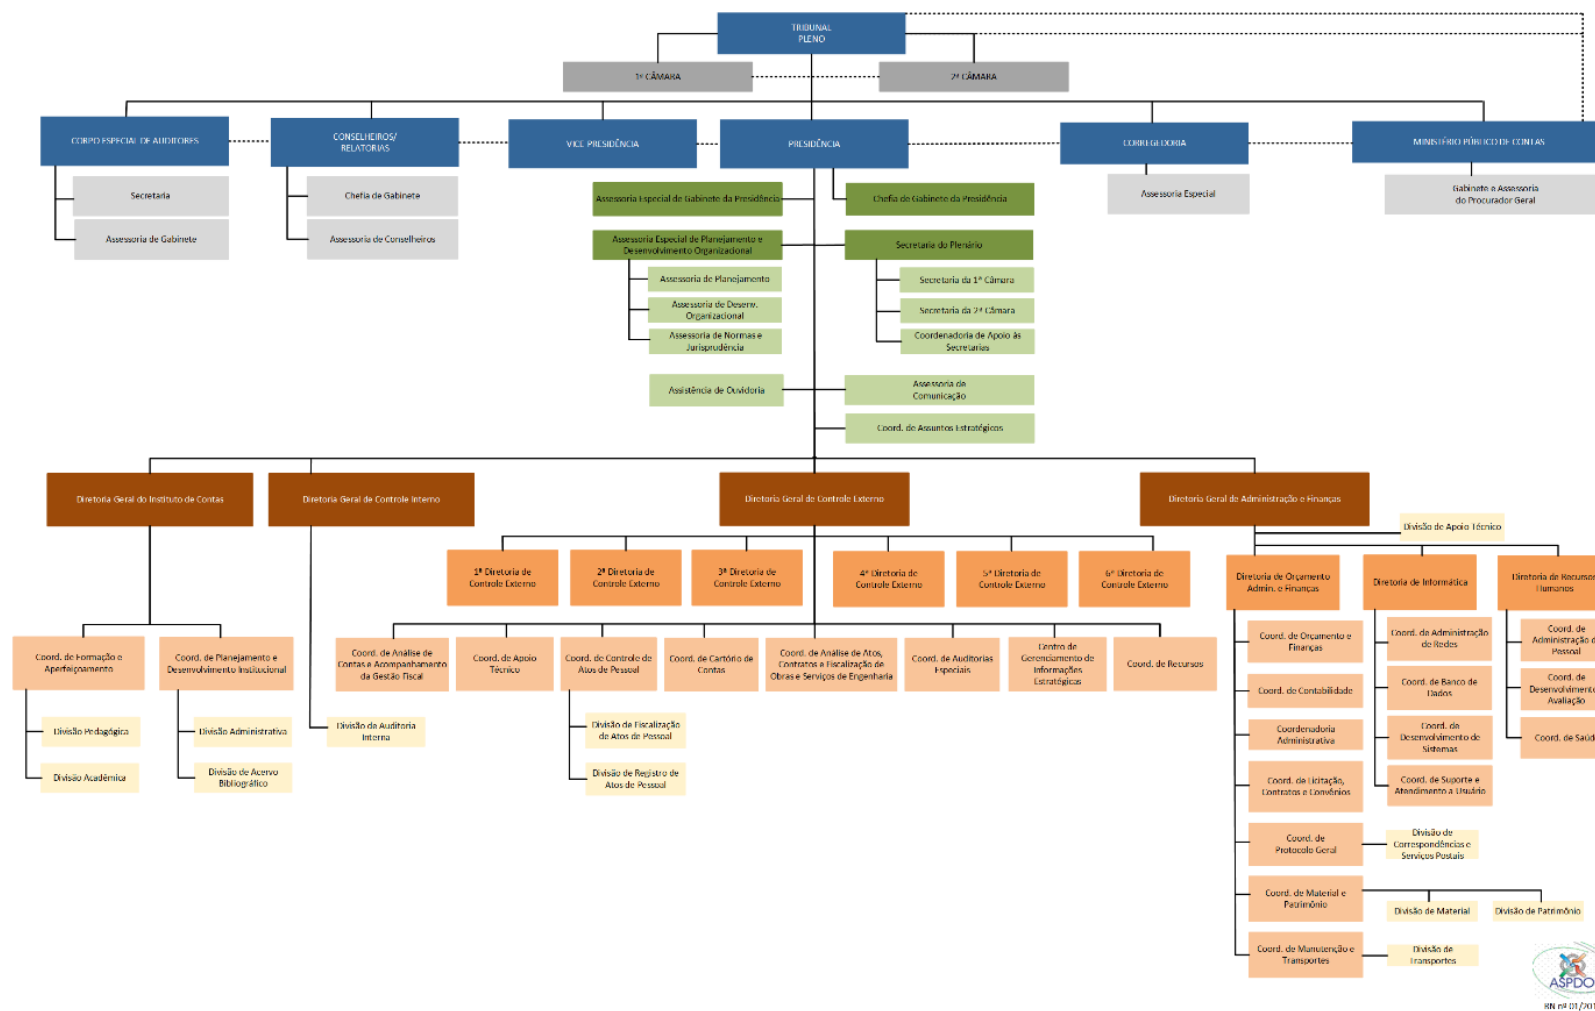 TRIBUNAL
PLENO
1ª CÂMARA
2ª CÂMARA
CORPO ESPECIAL DE AUDITORES
CONSELHEIROS/
RELATORIAS
VICE PRESIDÊNCIA
PRESIDÊNCIA
CORREGEDORIA
MINISTÉRIO PÚBLICO DE CONTAS
Secretaria
Assessoria de Gabinete
Chefia de Gabinete
Assessoria de Conselheiros
Assessoria Especial
Gabinete e Assessoria
do Procurador Geral
Assessoria Especial de Gabinete da Presidência
Chefia de Gabinete da Presidência
Assessoria Especial de Planejamento e
Desenvolvimento Organizacional
Secretaria do Plenário
Assessoria de Planejamento
Assessoria de Desenv.
Organizacional
Assessoria de Normas e
Jurisprudência
Secretaria da 1ª Câmara
Secretaria da 2ª Câmara
Coordenadoria de Apoio às
Secretarias
Assistência de Ouvidoria
Assessoria de
Comunicação
Coord. de Assuntos Estratégicos
Diretoria Geral do Instituto de Contas
Diretoria Geral de Controle Interno
Diretoria Geral de Controle Externo
Diretoria Geral de Administração e Finanças
Divisão de Apoio Técnico
1ª Diretoria de
Controle Externo
2ª Diretoria de
Controle Externo
3ª Diretoria de
Controle Externo
4ª Diretoria de
Controle Externo
5ª Diretoria de
Controle Externo
6ª Diretoria de
Controle Externo
Diretoria de Orçamento
Admin. e Finanças
Diretoria de Informática
Diretoria de Recursos
Humanos
Coord. de Formação e
Aperfeiçoamento
Coord. de Planejamento e
Desenvolvimento Institucional
Coord. de Análise de
Contas e Acompanhamento
da Gestão Fiscal
Coord. de Apoio
Técnico
Coord. de Controle de
Atos de Pessoal
Coord. de Cartório de
Contas
Coord. de Análise de Atos,
Contratos e Fiscalização de
Obras e Serviços de Engenharia
Coord. de Auditorias
Especiais
Centro de
Gerenciamento de
Informações
Estratégicas
Coord. de Recursos
Divisão Pedagógica
Divisão Acadêmica
Divisão Administrativa
Divisão de Acervo
Bibliográfico
Divisão de Auditoria
Interna
Divisão de Fiscalização
de Atos de Pessoal
Divisão de Registro de
Atos de Pessoal
Coord. de Orçamento e
Finanças
Coord. de Contabilidade
Coordenadoria
Administrativa
Coord. de Licitação,
Contratos e Convênios
Coord. de
Protocolo Geral
Coord. de Material e
Patrimônio
Coord. de Manutenção e
Transportes
Coord. de Administração
de Redes
Coord. de Banco de
Dados
Coord. de
Desenvolvimento de
Sistemas
Coord. de Suporte e
Atendimento a Usuário
Coord. de
Administração d
Pessoal
Coord. de
Desenvolvimento
Avaliação
Coord. de Saúd
Divisão de
Correspondências e
Serviços Postais
Divisão de Material
Divisão de Patrimônio
Divisão de
Transportes
ASPDO
RN nº 01/201